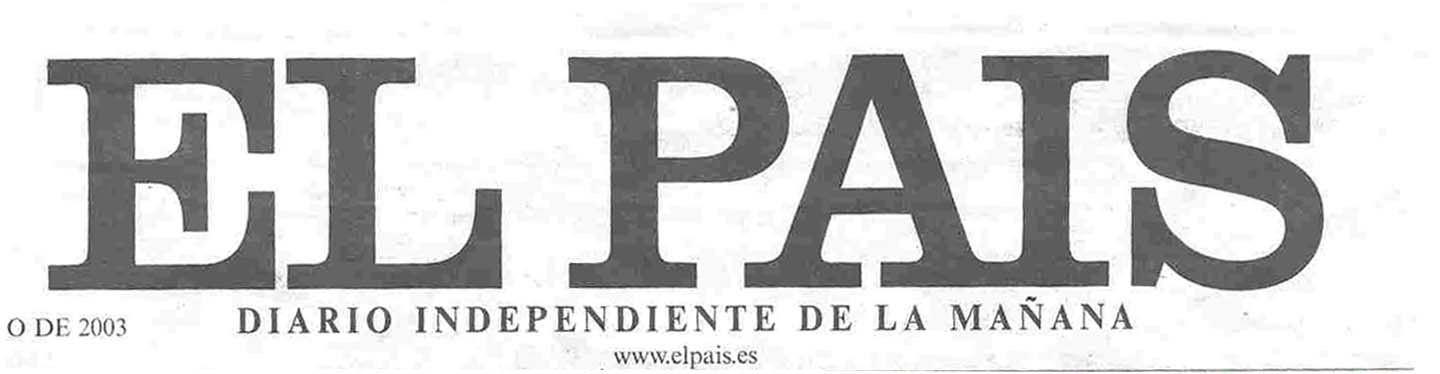 EL PAIS
O DE 2003 DIARIO INDEPENDIENTE DE LA MAÑANA
www.elpais.es